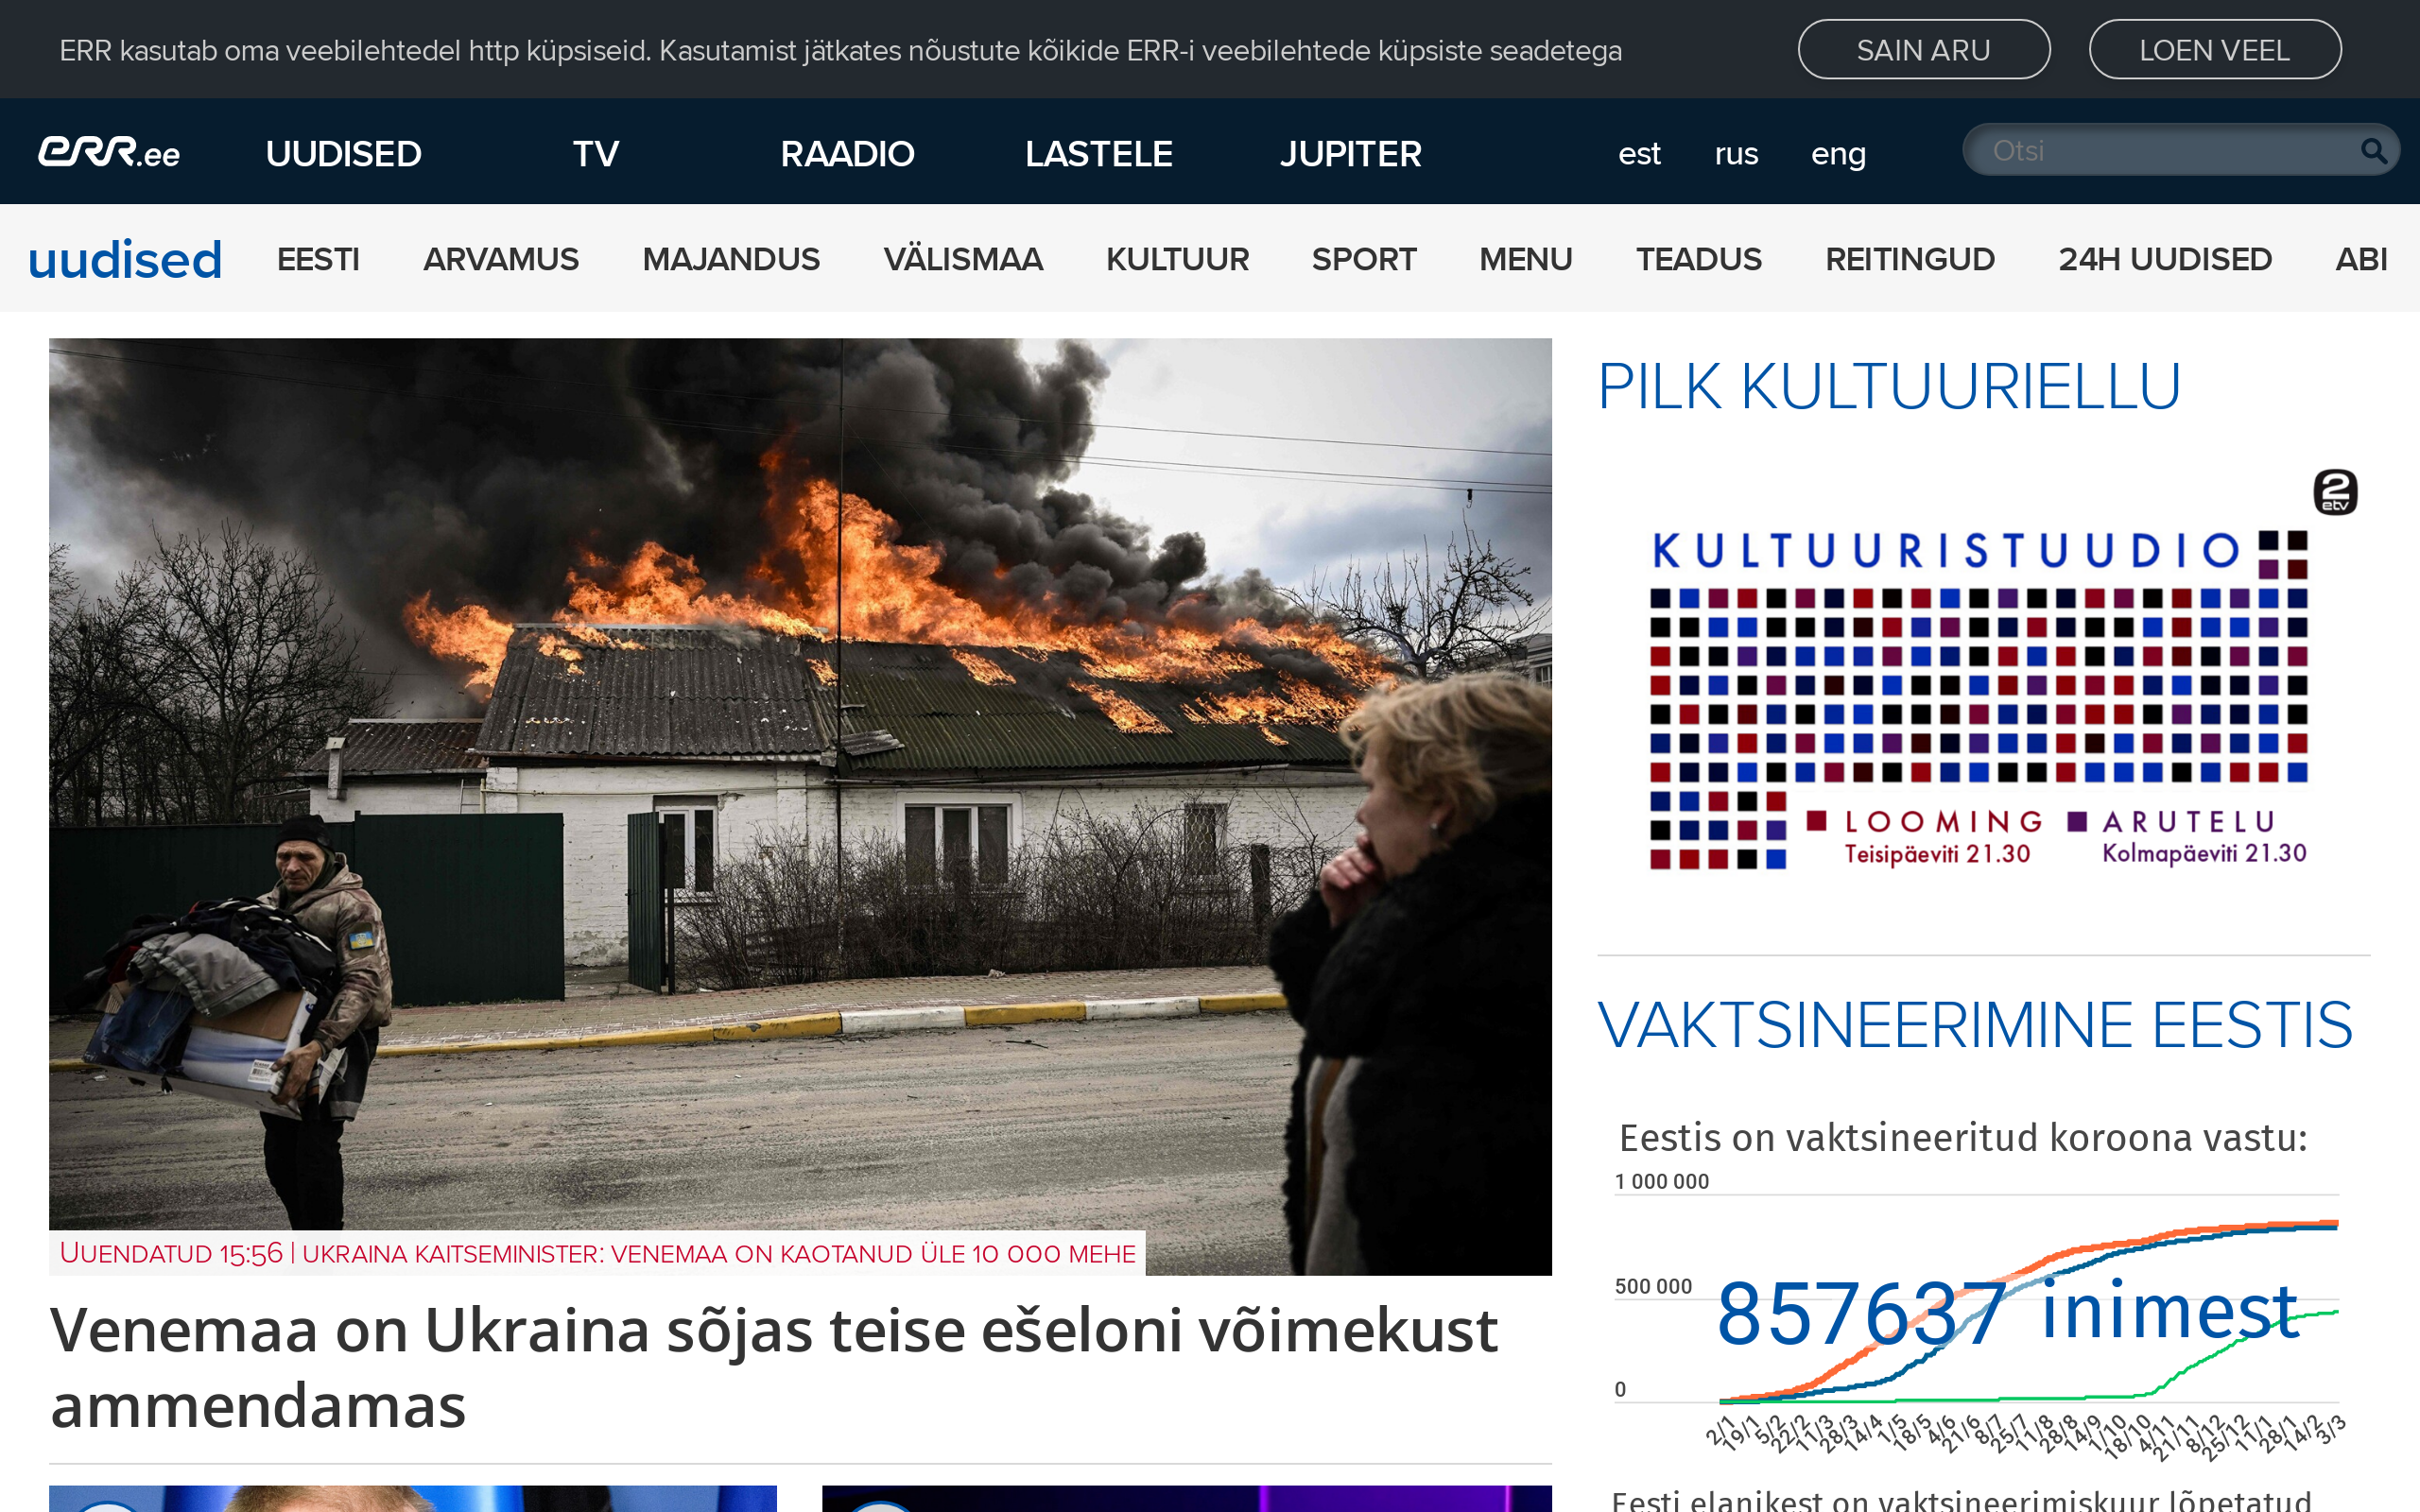 ERR kasutab oma veebilehtedel http küpsiseid. Kasutamist jätkates nõustute kõikide ERR-i veebilehtede küpsiste seadetega
SAIN ARU
LOEN VEEL
err.ee
UUDISED
TV
RAADIO
LASTELE
JUPITER
est
rus
eng
Otsi
uudised
EESTI
ARVAMUS
MAJANDUS
VÄLISMAA
KULTUUR
SPORT
MENU
TEADUS
REITINGUD
24H UUDISED
ABI
UUENDATUD 15:56 | UKRAINA KAITSEMINISTER: VENEMAA ON KAOTANUD ÜLE 10 000 MEHE
Venemaa on Ukraina sõjas teise ešeloni võimekust
ammendamas
PILK KULTUURIELLU
2
etv
KULTUURISTUUDIO
LOOMING
Teisipäeviti 21.30
ARUTELU
Kolmapäeviti 21.30
VAKTSINEERIMINE EESTIS
Eestis on vaktsineeritud koroona vastu:
1 000 000
500 000
0
857637 inimest
2/1 19/1 5/2 22/2 11/3 28/3 14/4 1/5 18/5 4/6 21/6 8/7 25/7 11/8 28/8 14/9 1/10 18/10 4/11 21/11 8/12 25/12 11/1 28/1 14/2 3/3
Eesti elanikest on vaktsineerimiskuur lõpetatud